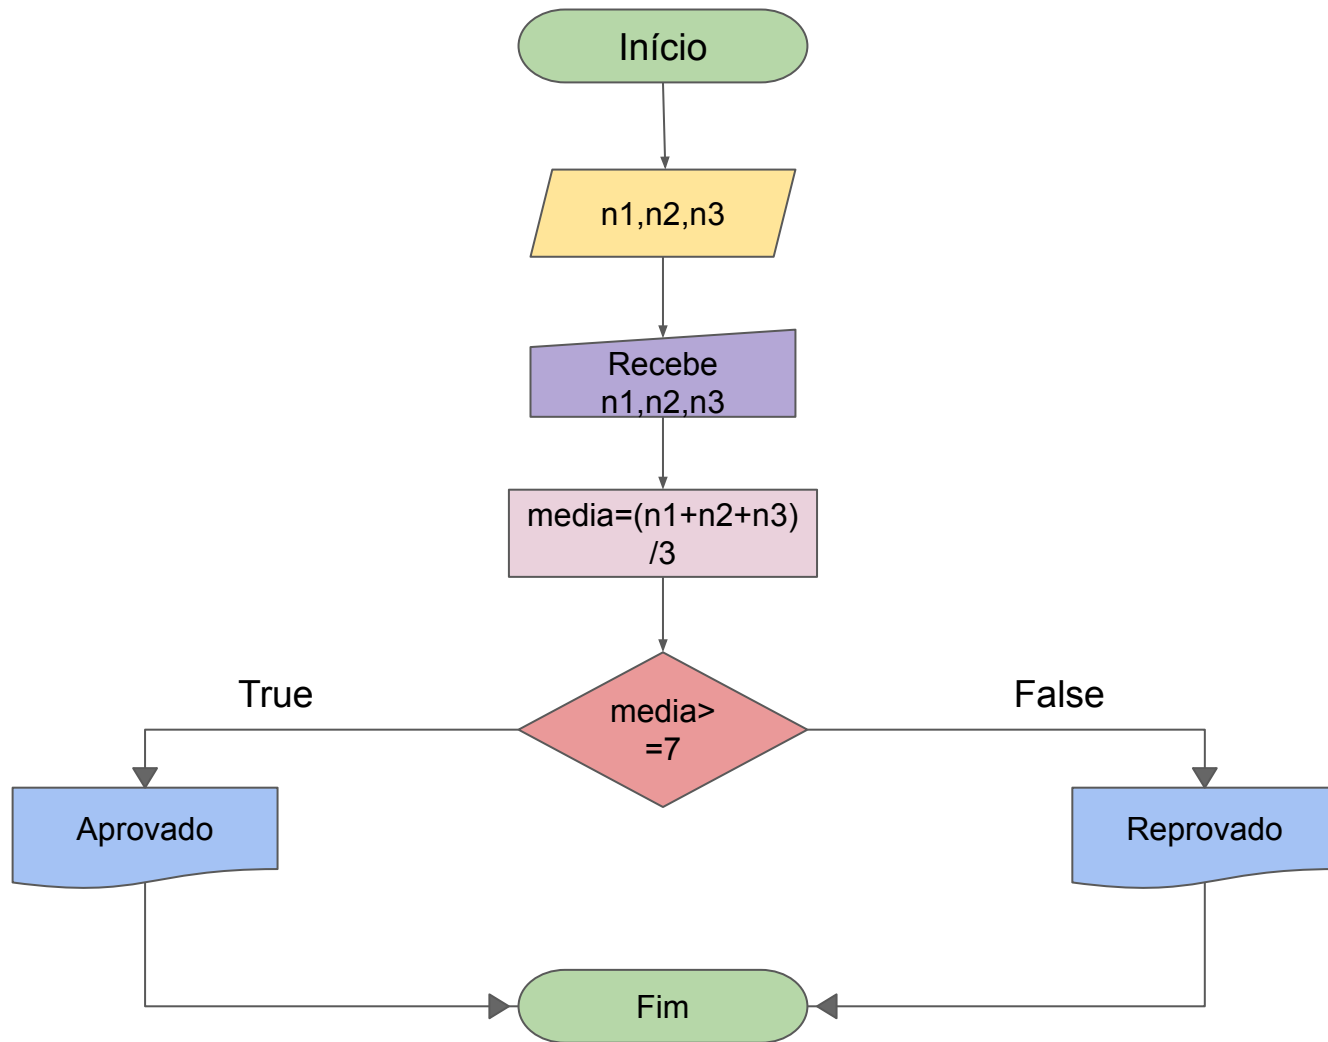 Início
n1,n2,n3
Recebe
n1,n2,n3
media=(n1+n2+n3)
/3
True
media>
=7
False
Aprovado
Reprovado
Fim